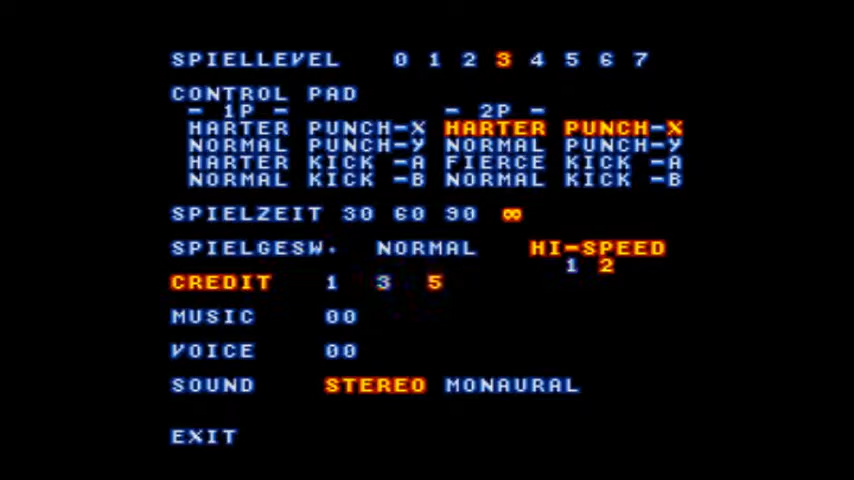 SPIELLEVEL 0 1 2 3 4 5 6 7
CONTROL PAD
- 1P - - 2P -
HARTER PUNCH-X HARTER PUNCH-X
NORMAL PUNCH-Y NORMAL PUNCH-Y
HARTER KICK -A FIERCE KICK -A
NORMAL KICK -B NORMAL KICK -B
SPIELZEIT 30 60 90 ∞
SPIELGESW. NORMAL HI-SPEED
1 2
CREDIT 1 3 5
MUSIC 00
VOICE 00
SOUND STEREO MONAURAL
EXIT